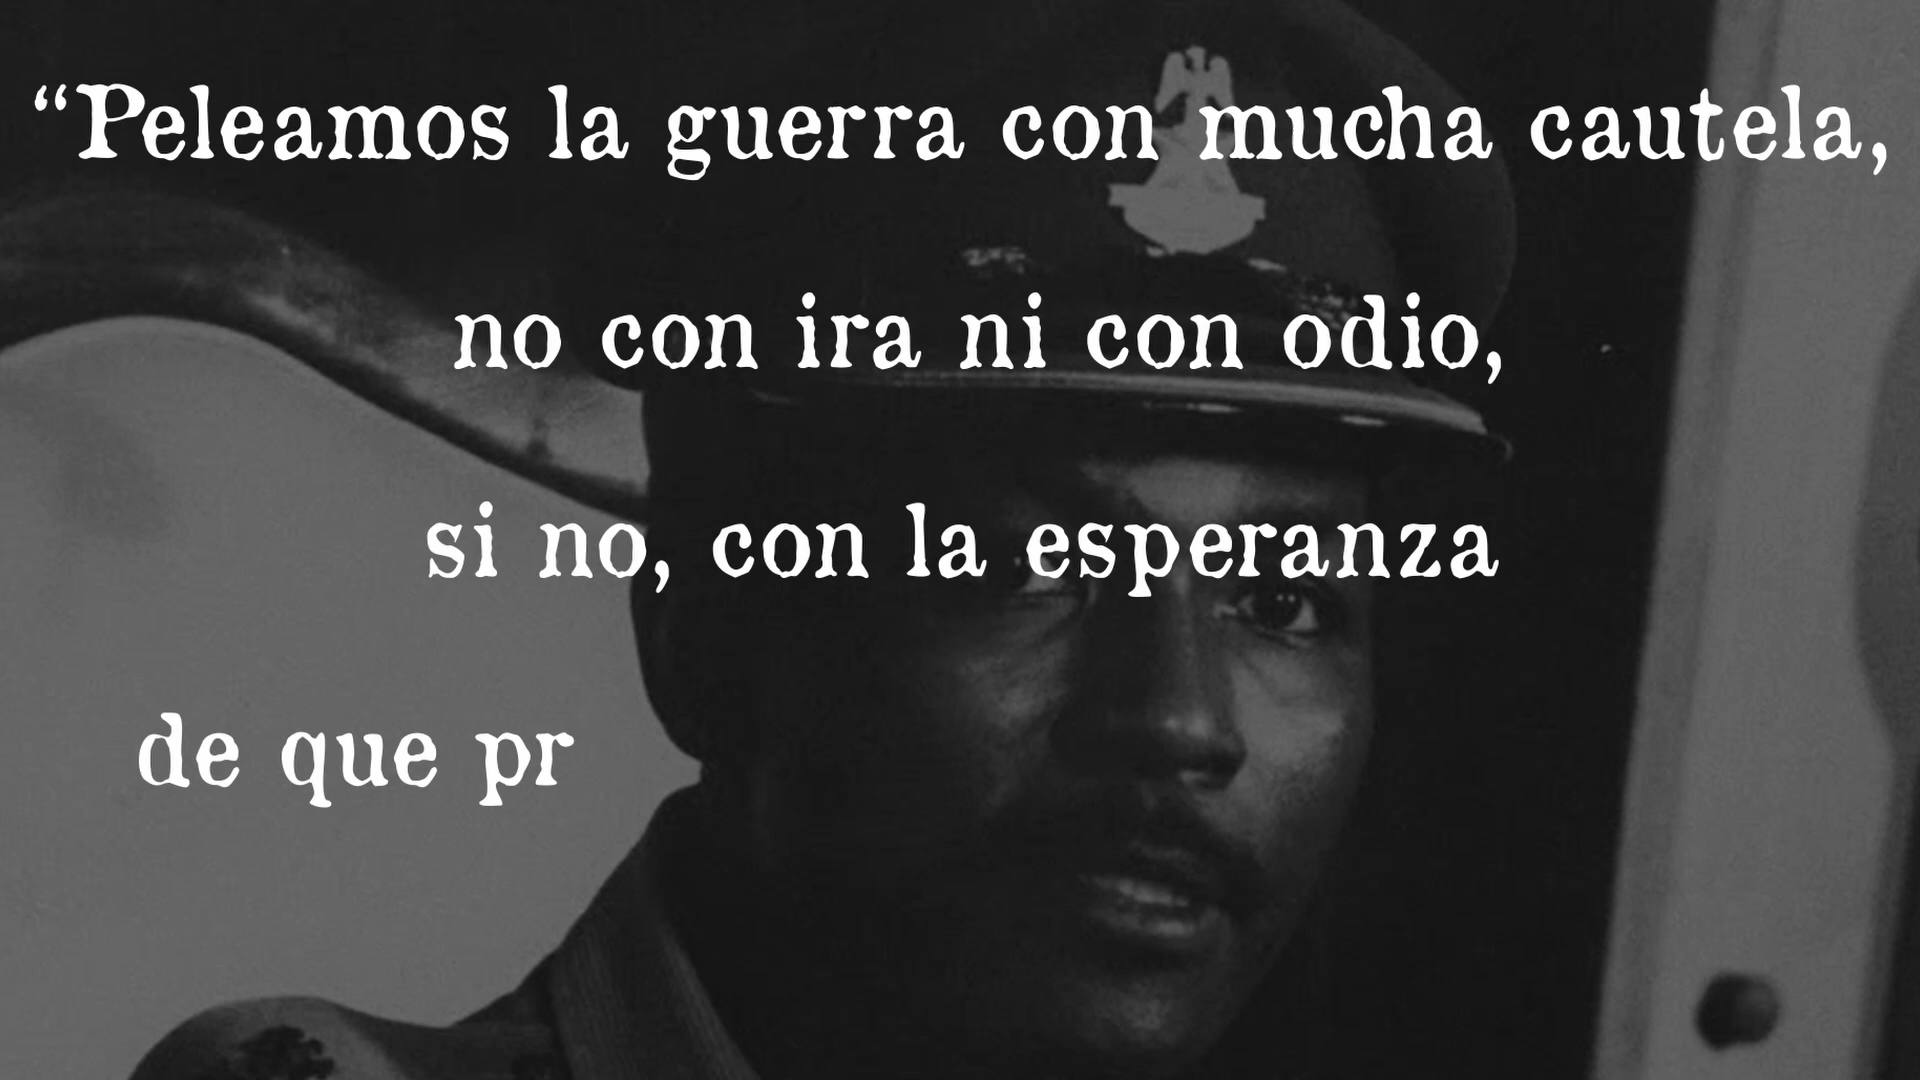 “Peleamos la guerra con mucha cautela,
no con ira ni con odio,
si no, con la esperanza
de que pr